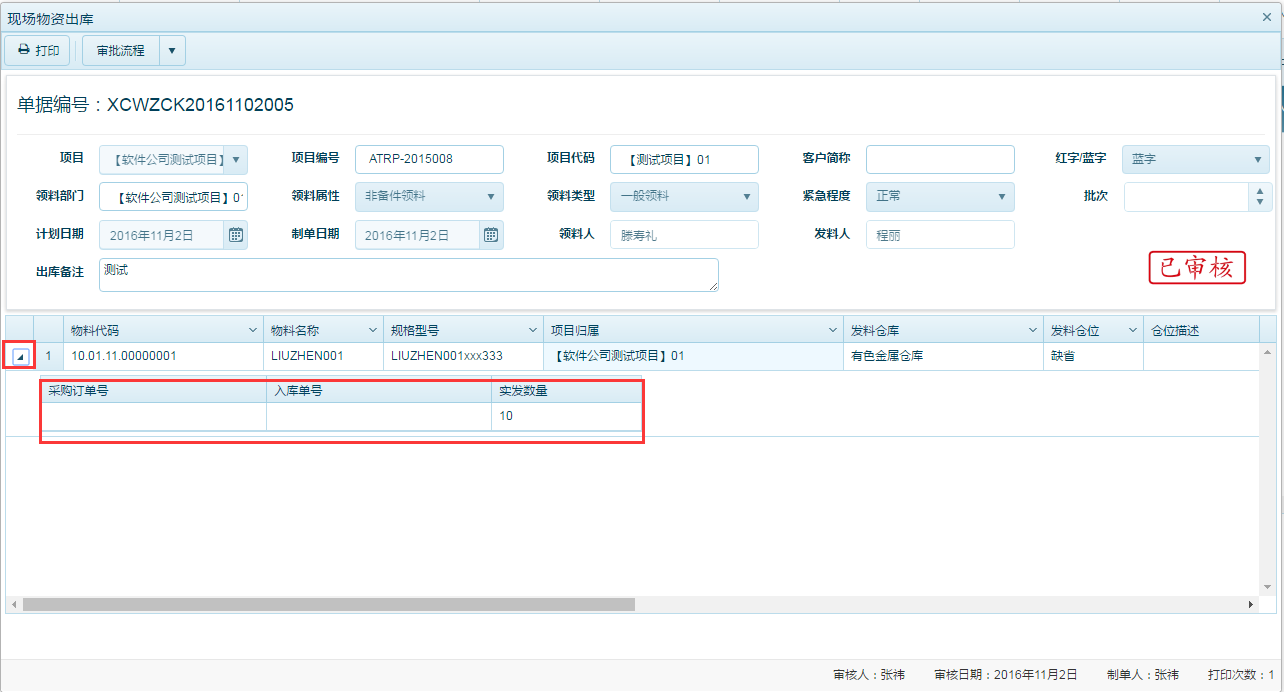 现场物资出库
打印 审批流程
单据编号：XCWZCK20161102005
项目 【软件公司测试项目】 项目编号 ATRP-2015008 项目代码 【测试项目】01 客户简称 红字/蓝字 蓝字
领料部门 【软件公司测试项目】0 领料属性 非备件领料 领料类型 一般领料 紧急程度 正常 批次
计划日期 2016年11月2日 制单日期 2016年11月2日 领料人 滕寿礼 发料人 程丽
出库备注 测试
已审核
物料代码 物料名称 规格型号 项目归属 发料仓库 发料仓位 仓位描述
1 10.01.11.00000001 LIUZHEN001 LIUZHEN001xxx333 【软件公司测试项目】01 有色金属仓库 缺省
采购订单号 入库单号 实发数量
10
审核人：张祎 审核日期：2016年11月2日 制单人：张祎 打印次数：1